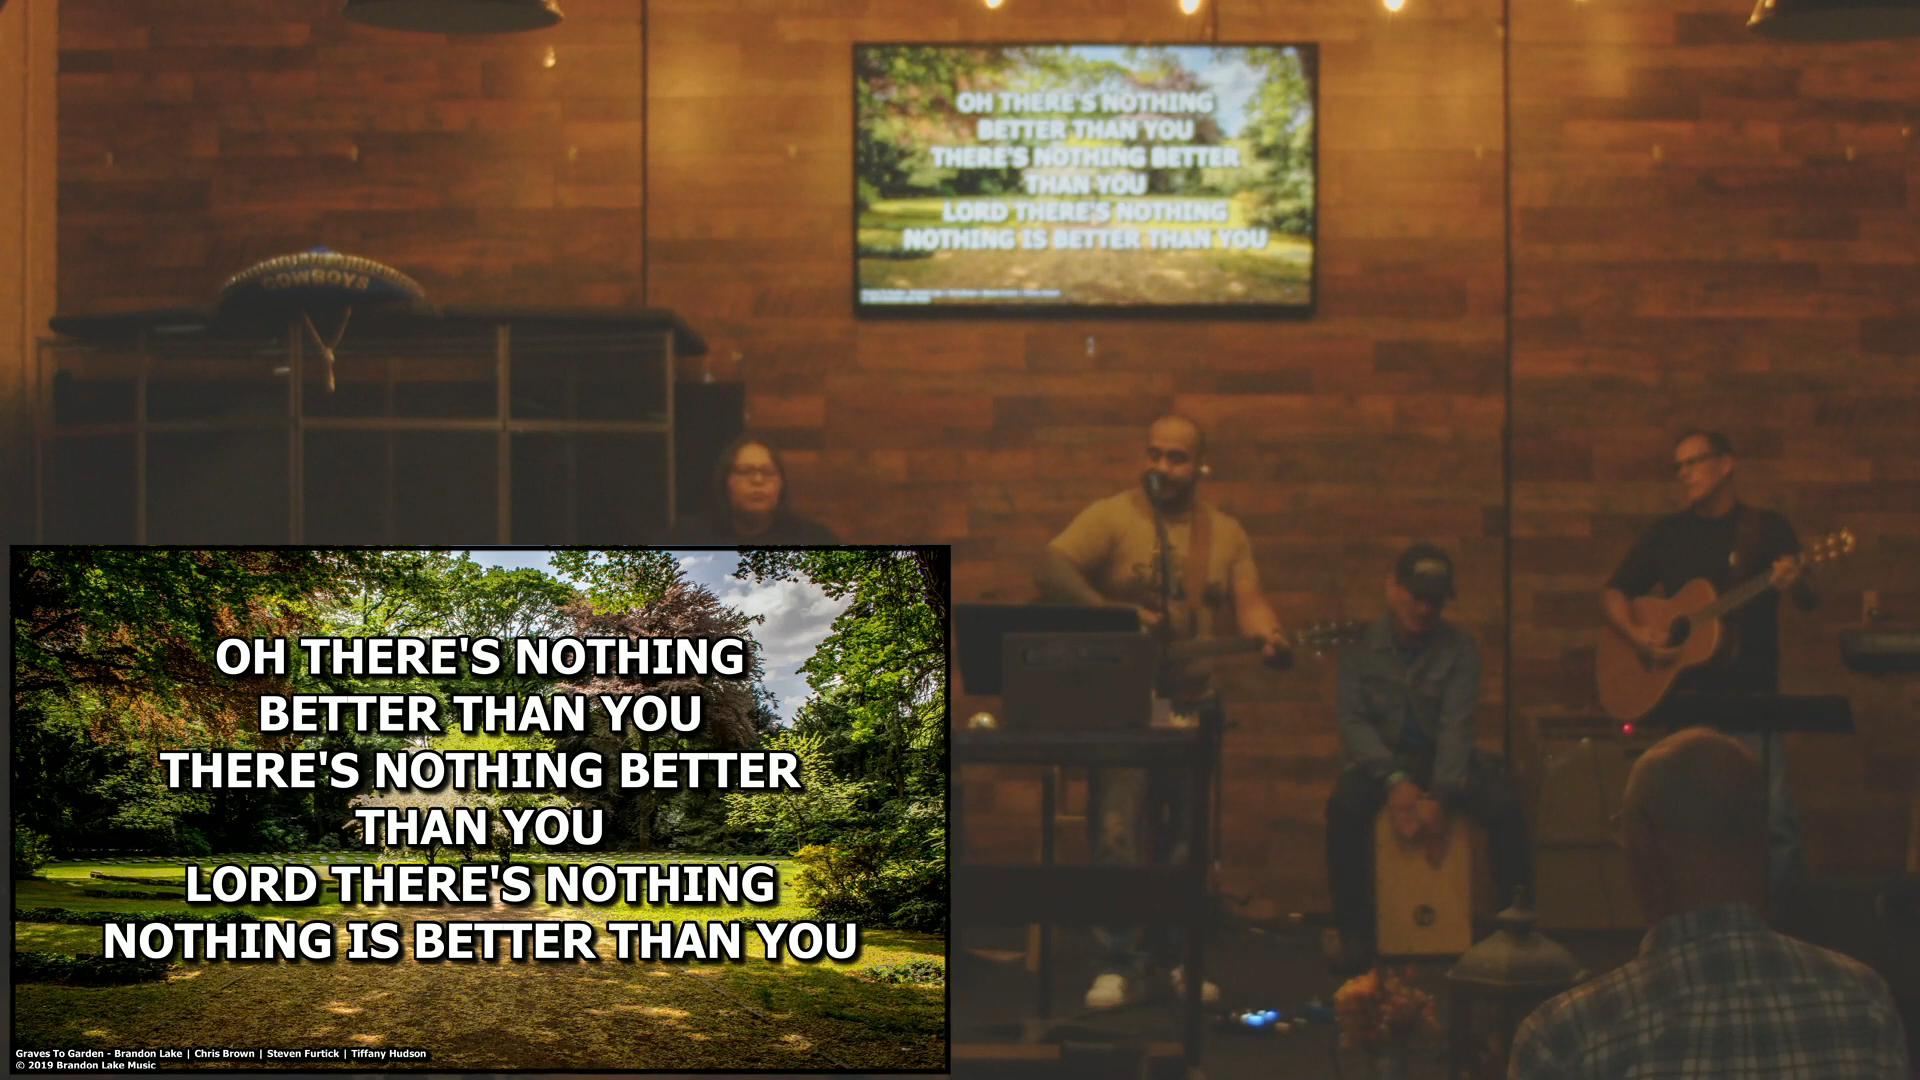 OH THERE'S NOTHING
BETTER THAN YOU
THERE'S NOTHING BETTER
THAN YOU
LORD THERE'S NOTHING
NOTHING IS BETTER THAN YOU
COWBOYS
OH THERE'S NOTHING
BETTER THAN YOU
THERE'S NOTHING BETTER
THAN YOU
LORD THERE'S NOTHING
NOTHING IS BETTER THAN YOU
Graves To Garden - Brandon Lake | Chris Brown | Steven Furtick | Tiffany Hudson
© 2019 Brandon Lake Music